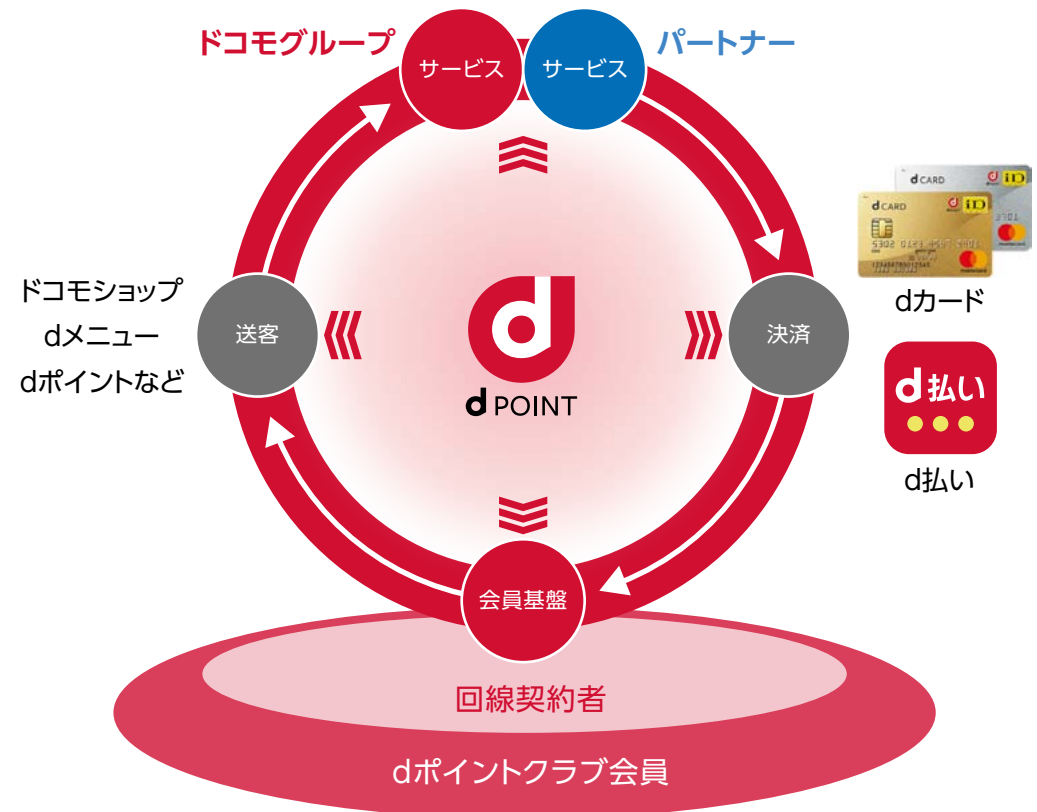 ドコモグループ
サービス
サービス
パートナー
d CARD
iD
d CARD
iD
5302 0123 4567
dカード
ドコモショップ
dメニュー
dポイントなど
送客
d
d POINT
決済
d払い
d払い
会員基盤
回線契約者
dポイントクラブ会員